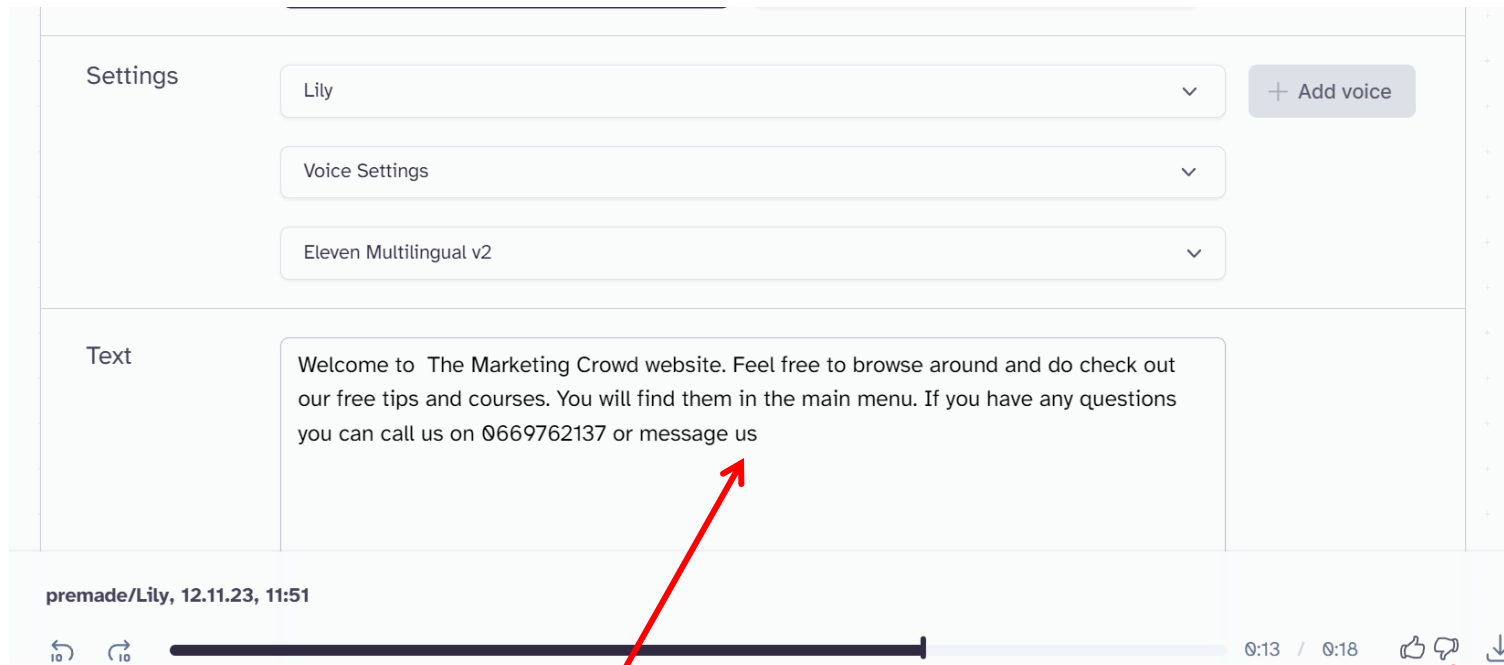 Settings
Lily
+ Add voice
Voice Settings
Eleven Multilingual v2
Text
Welcome to  The Marketing Crowd website. Feel free to browse around and do check out
our free tips and courses. You will find them in the main menu. If you have any questions
you can call us on 0669762137 or message us
premade/Lily, 12.11.23, 11:51
10 10 0:13 / 0:18